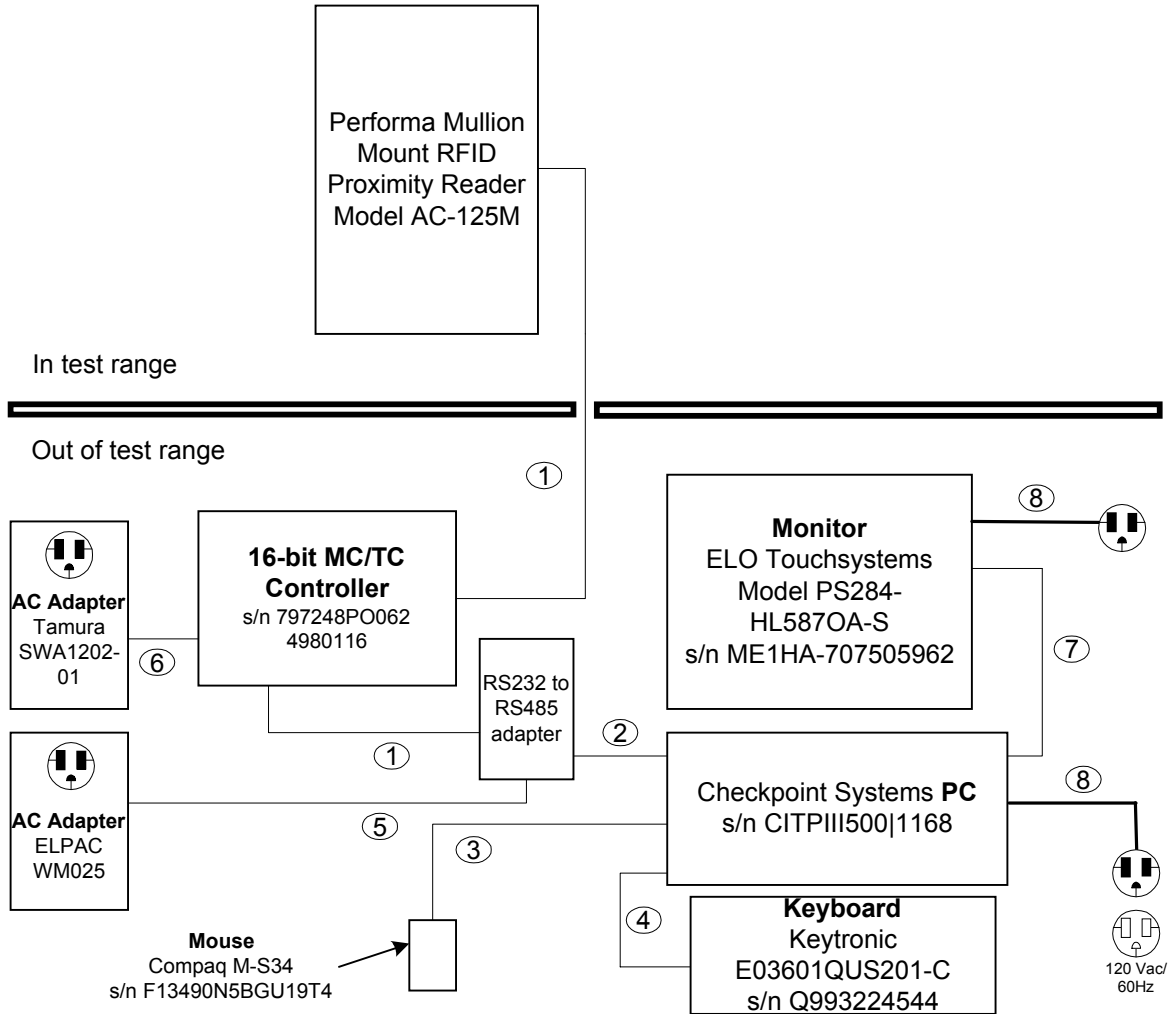 Performa Mullion
Mount RFID
Proximity Reader
Model AC-125M
In test range
Out of test range
1
8
AC Adapter
Tamura
SWA1202-
01
6
16-bit MC/TC
Controller
s/n 797248PO062
4980116
Monitor
ELO Touchsystems
Model PS284-
HL587OA-S
s/n ME1HA-707505962
7
RS232 to
RS485
adapter
1
2
AC Adapter
ELPAC
WM025
5
3
Checkpoint Systems PC
s/n CITPIII500|1168
8
4
Mouse
Compaq M-S34
s/n F13490N5BGU19T4
Keyboard
Keytronic
E03601QUS201-C
s/n Q993224544
120 Vac/
60Hz